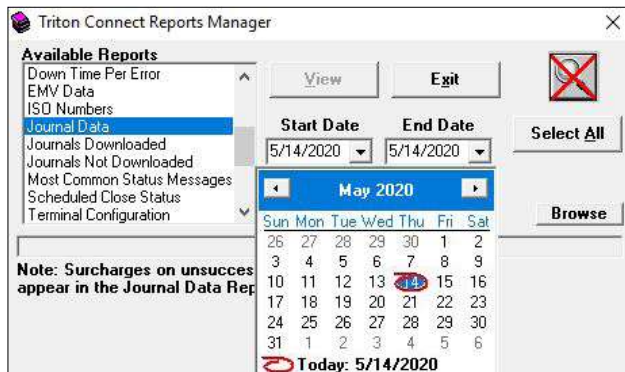 Triton Connect Reports Manager
Available Reports
Down Time Per Error
EMV Data
ISO Numbers
Journal Data
Journals Downloaded
Journals Not Downloaded
Most Common Status Messages
Scheduled Close Status
Terminal Configuration
View
Exit
Start Date
End Date
5/14/2020
5/14/2020
Select All
Browse
May 2020
Sun Mon Tue Wed Thu Fri Sat
26 27 28 29 30 1 2
3 4 5 6 7 8 9
10 11 12 13 14 15 16
17 18 19 20 21 22 23
24 25 26 27 28 29 30
31 1 2 3 4 5 6
Today: 5/14/2020
Note: Surcharges on unsucces
appear in the Journal Data Rep